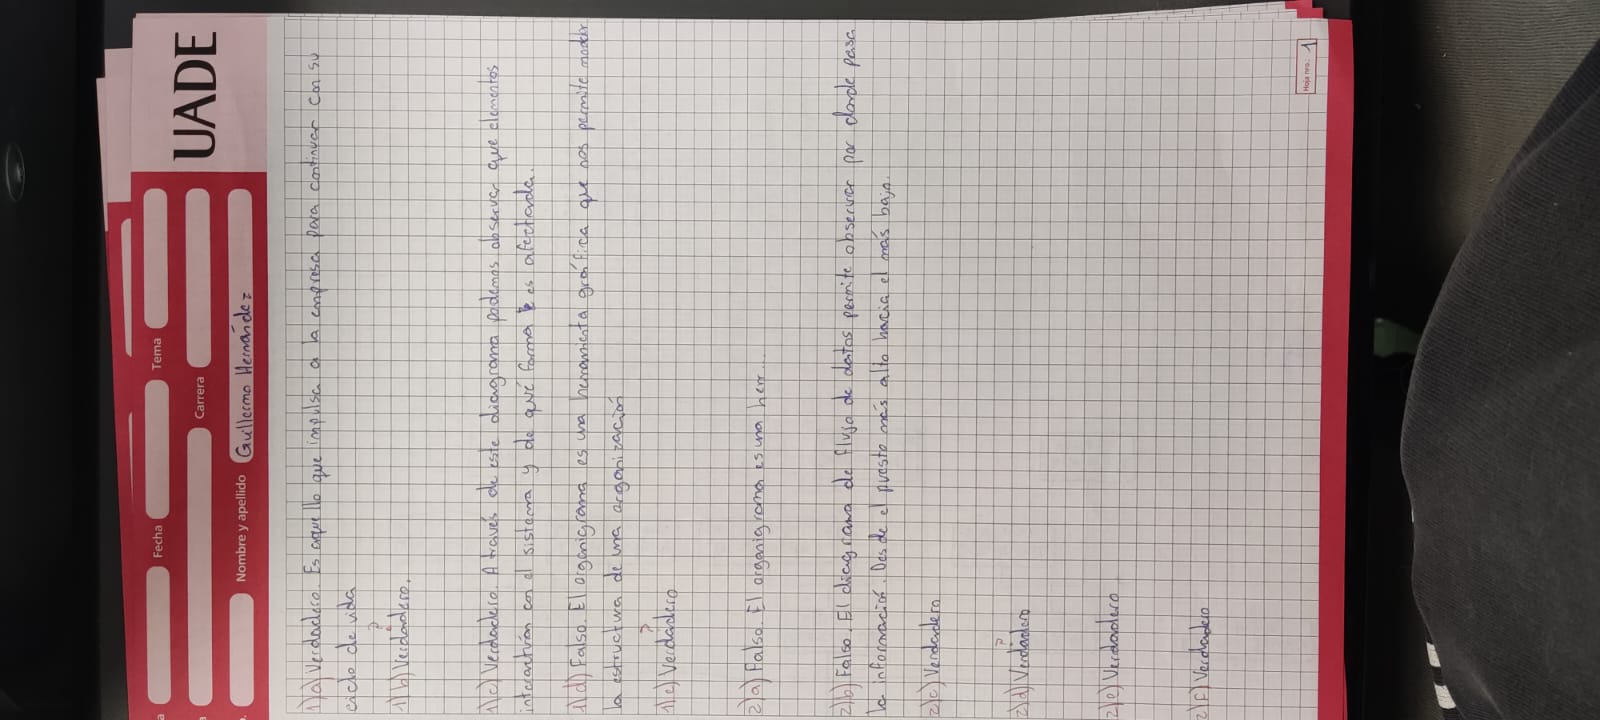 a Fecha Tema
a Carrera
o. Nombre y apellido Guillermo Hernández
UADE
1)a) Verdadero. Es aquello que impulsa a la empresa para continuar con su
ciclo de vida
?
1)b) Verdadero.
1)c) Verdadero. A través de este diagrama podemos observar que elementos
interactúan con el sistema y de qué forma es afectada.
1)d) Falso. El organigrama es una herramienta gráfica que nos permite
la estructura de una organización
?
1)e) Verdadero
2)a) Falso. El organigrama es una herr...
2)b) Falso. El diagrama de flujo de datos permite observar por donde pasa
la información. Desde el puesto más alto hacia el más bajo.
2)c) Verdadero
?
2)d) Verdadero
2)e) Verdadero
2)f) Verdadero
Hoja nro.: 1